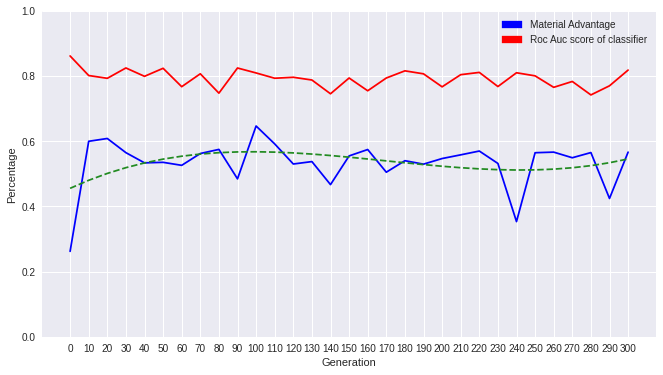 1.0
Material Advantage
Roc Auc score of classifier
0.8
0.6
Percentage
0.4
0.2
0.0
0 10 20 30 40 50 60 70 80 90 100 110 120 130 140 150 160 170 180 190 200 210 220 230 240 250 260 270 280 290 300
Generation